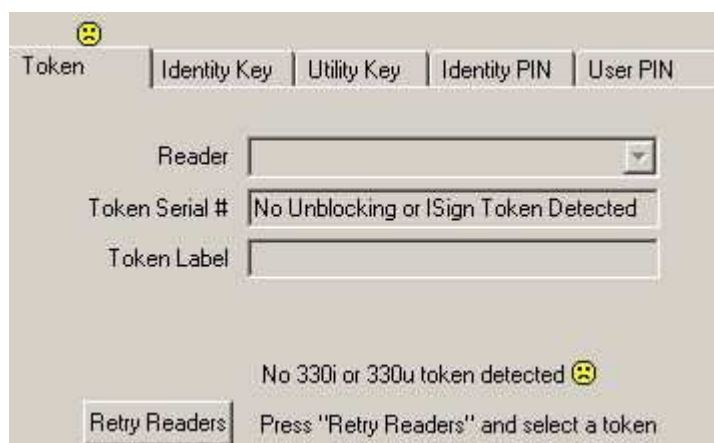 Token Identity Key Utility Key Identity PIN User PIN
Reader
Token Serial # No Unblocking or ISign Token Detected
Token Label
No 330i or 330u token detected
Retry Readers Press "Retry Readers" and select a token